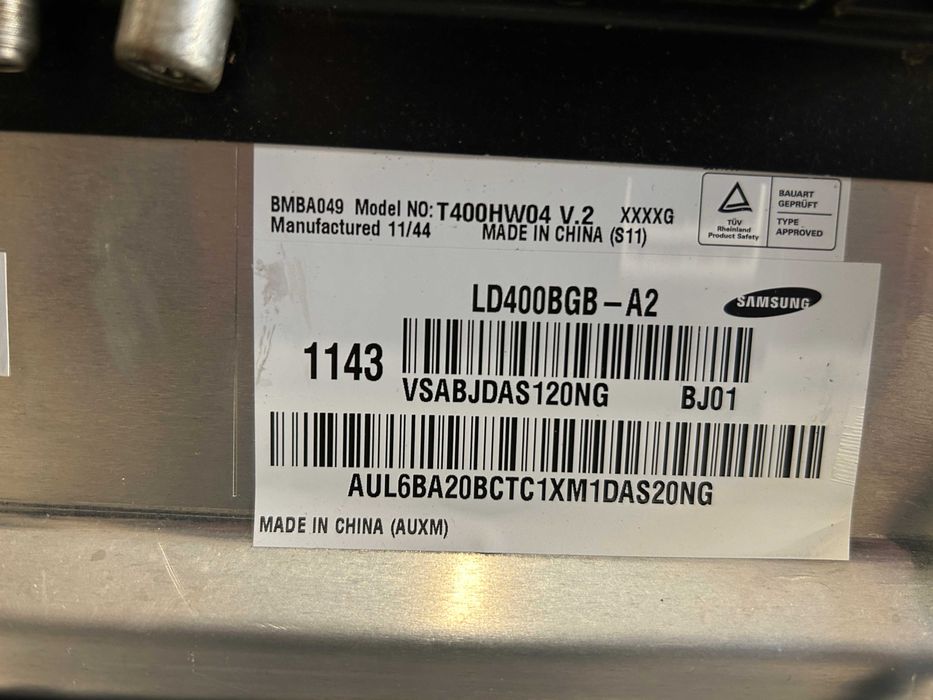 BMBA049 Model NO: T400HW04 V.2 XXXXG
Manufactured 11/44 MADE IN CHINA (S11)
TÜV
Rheinland
Product Safety
BAUART
GEPRÜFT
TYPE
APPROVED
LD400BGB-A2
SAMSUNG
1143
VSABJDAS120NG BJ01
AUL6BA20BCTC1XM1DAS20NG
MADE IN CHINA (AUXM)